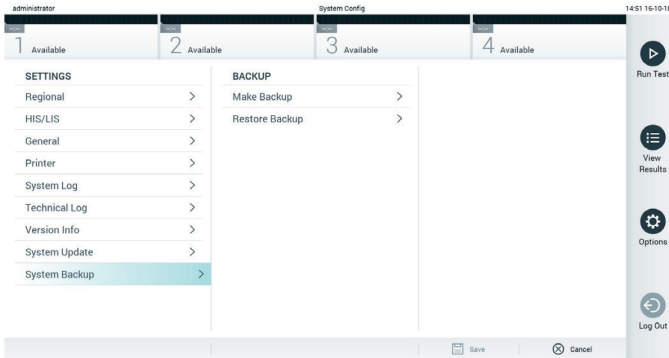 administrator System Config 14:51 16-10-18
1 Available 2 Available 3 Available 4 Available
SETTINGS
Regional
HIS/LIS
General
Printer
System Log
Technical Log
Version Info
System Update
System Backup
BACKUP
Make Backup
Restore Backup
Run Test
View
Results
Options
Log Out
Save Cancel